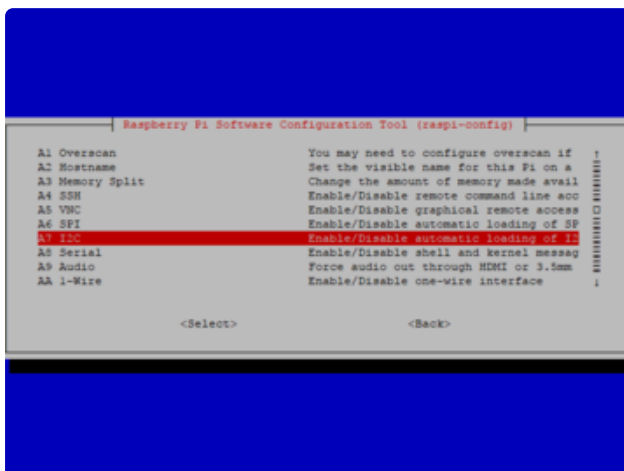 Raspberry Pi Software Configuration Tool (raspi-config)
A1 Overscan You may need to configure overscan if
A2 Hostname Set the visible name for this Pi on a
A3 Memory Split Change the amount of memory made avail
A4 SSH Enable/Disable remote command line acc
A5 VNC Enable/Disable graphical remote access
A6 SPI Enable/Disable automatic loading of SP
A7 I2C Enable/Disable automatic loading of I2
A8 Serial Enable/Disable shell and kernel messag
A9 Audio Force audio out through HDMI or 3.5mm
AA 1-Wire Enable/Disable one-wire interface
<Select> <Back>